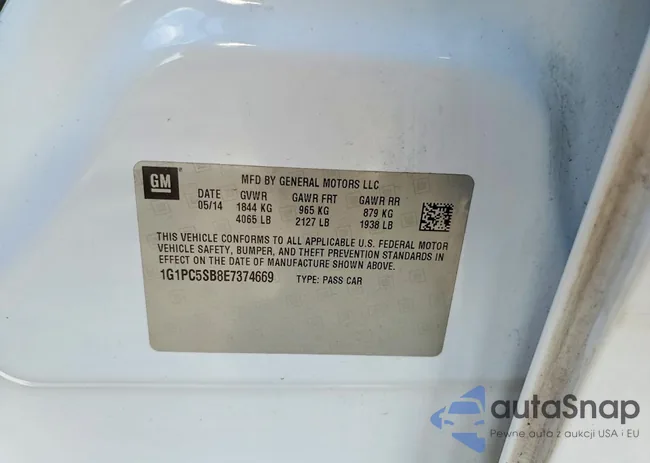 GM
MFD BY GENERAL MOTORS LLC
DATE GVWR GAWR FRT GAWR RR
05/14 1844 KG 965 KG 879 KG
4065 LB 2127 LB 1938 LB
THIS VEHICLE CONFORMS TO ALL APPLICABLE U.S. FEDERAL MOTOR
VEHICLE SAFETY, BUMPER, AND THEFT PREVENTION STANDARDS IN
EFFECT ON THE DATE OF MANUFACTURE SHOWN ABOVE.
1G1PC5SB8E7374669 TYPE: PASS CAR
autaSnap
Pewne auta z aukcji USA i EU